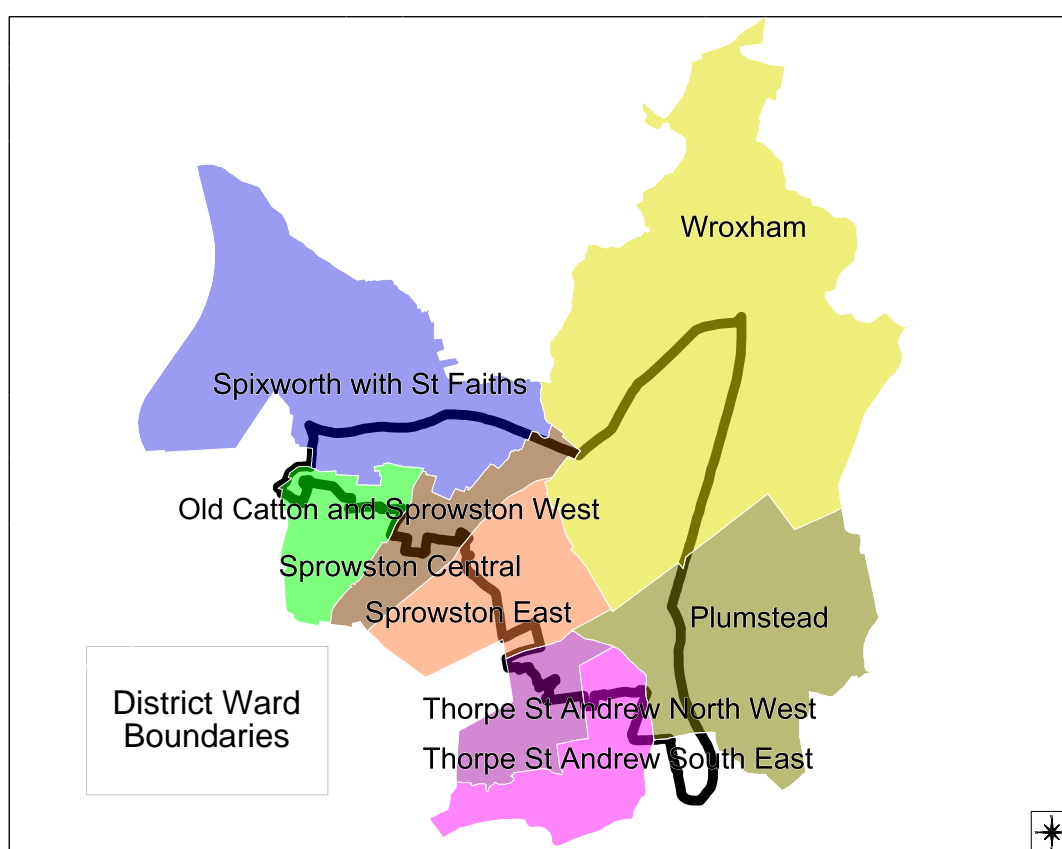 Wroxham
Spixworth with St Faiths
Old Catton and Sprowston West
Sprowston Central
Sprowston East
Plumstead
District Ward
Boundaries
Thorpe St Andrew North West
Thorpe St Andrew South East